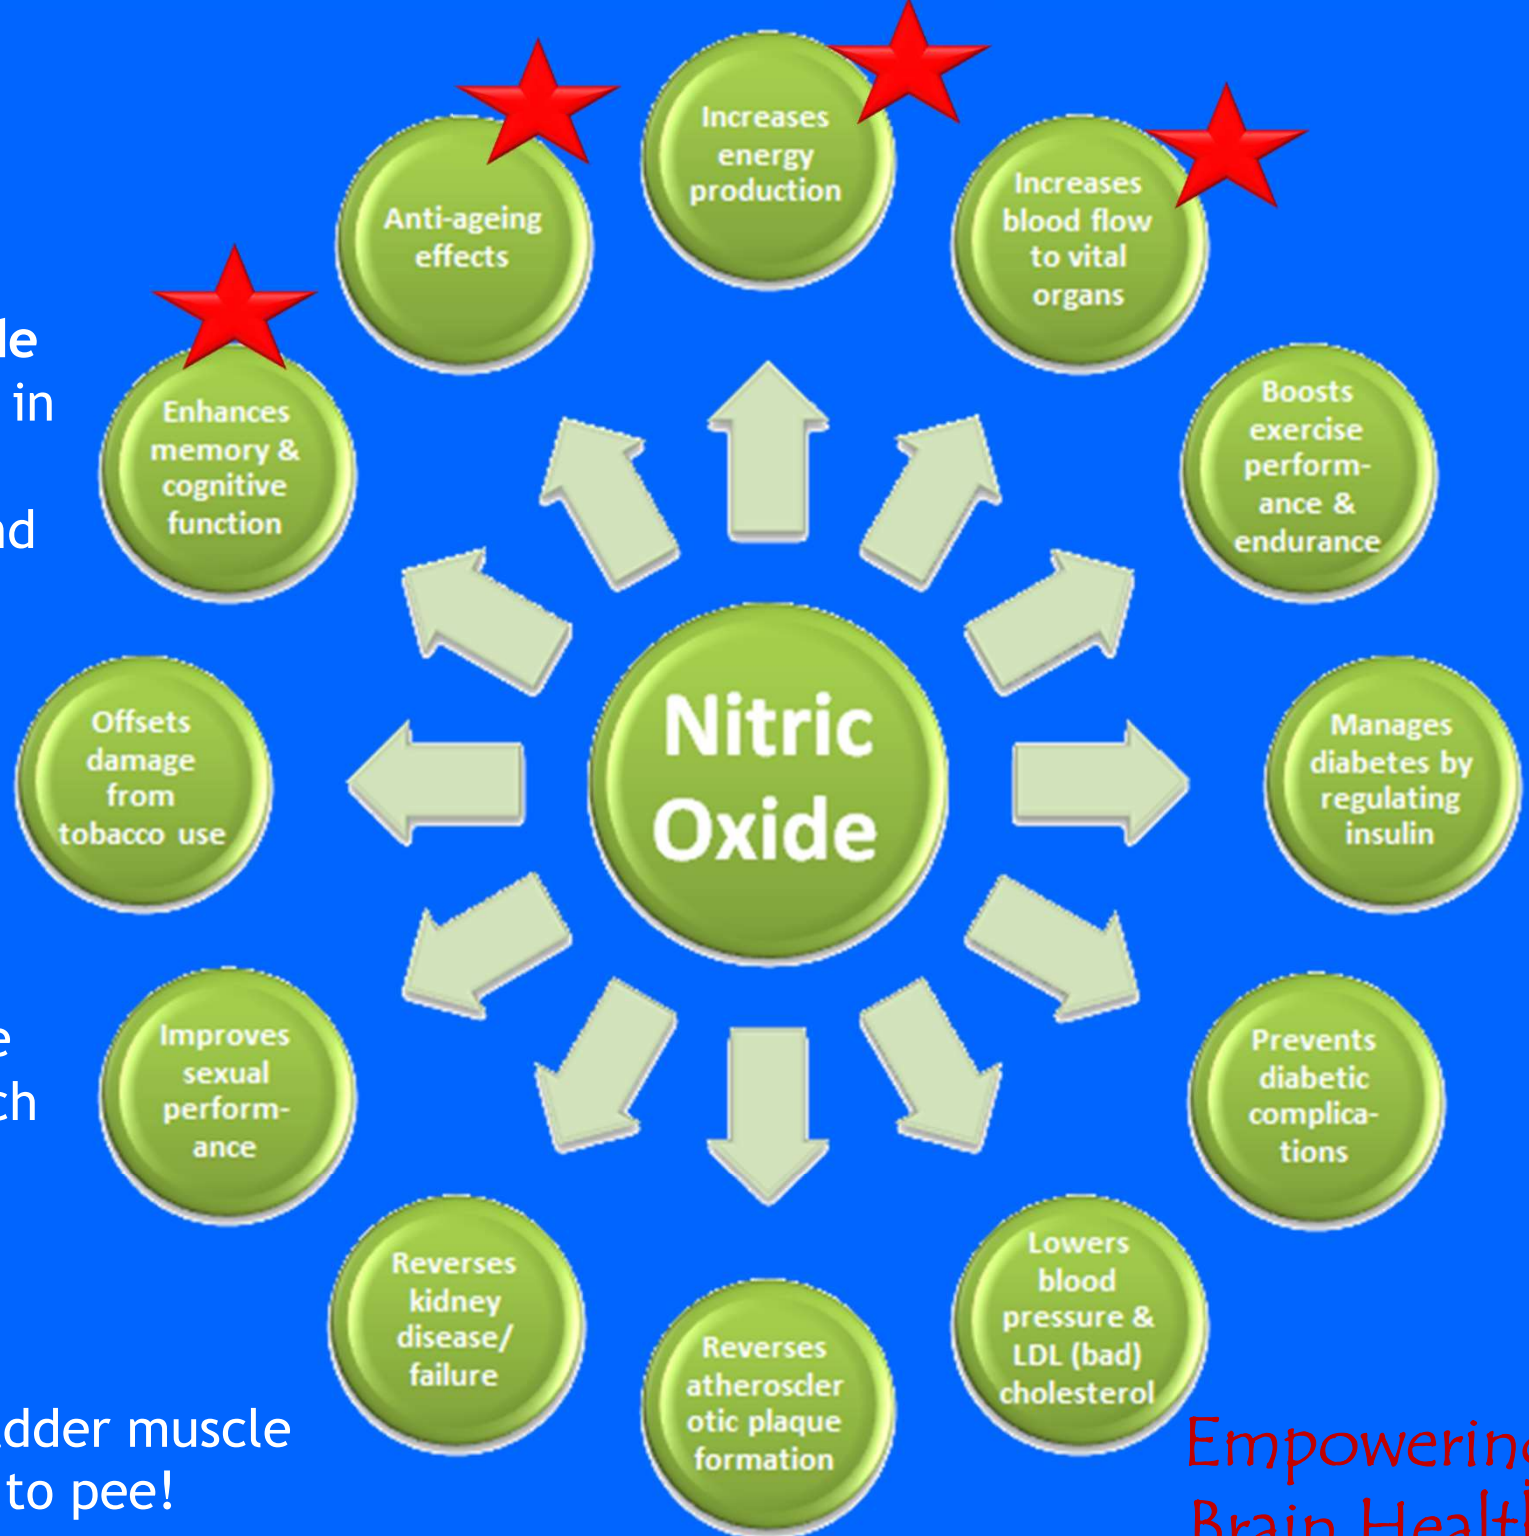 Increases
energy
production
Increases
blood flow
to vital
organs
Boosts
exercise
perform-
ance &
endurance
Manages
diabetes by
regulating
insulin
Prevents
diabetic
complica-
tions
Lowers
blood
pressure &
LDL (bad)
cholesterol
Reverses
atheroscler
otic plaque
formation
Reverses
kidney
disease/
failure
Improves
sexual
perform-
ance
Offsets
damage
from
tobacco use
Enhances
memory &
cognitive
function
Anti-ageing
effects
Nitric
Oxide
in
muscle
to pee!
Empowering
Brain